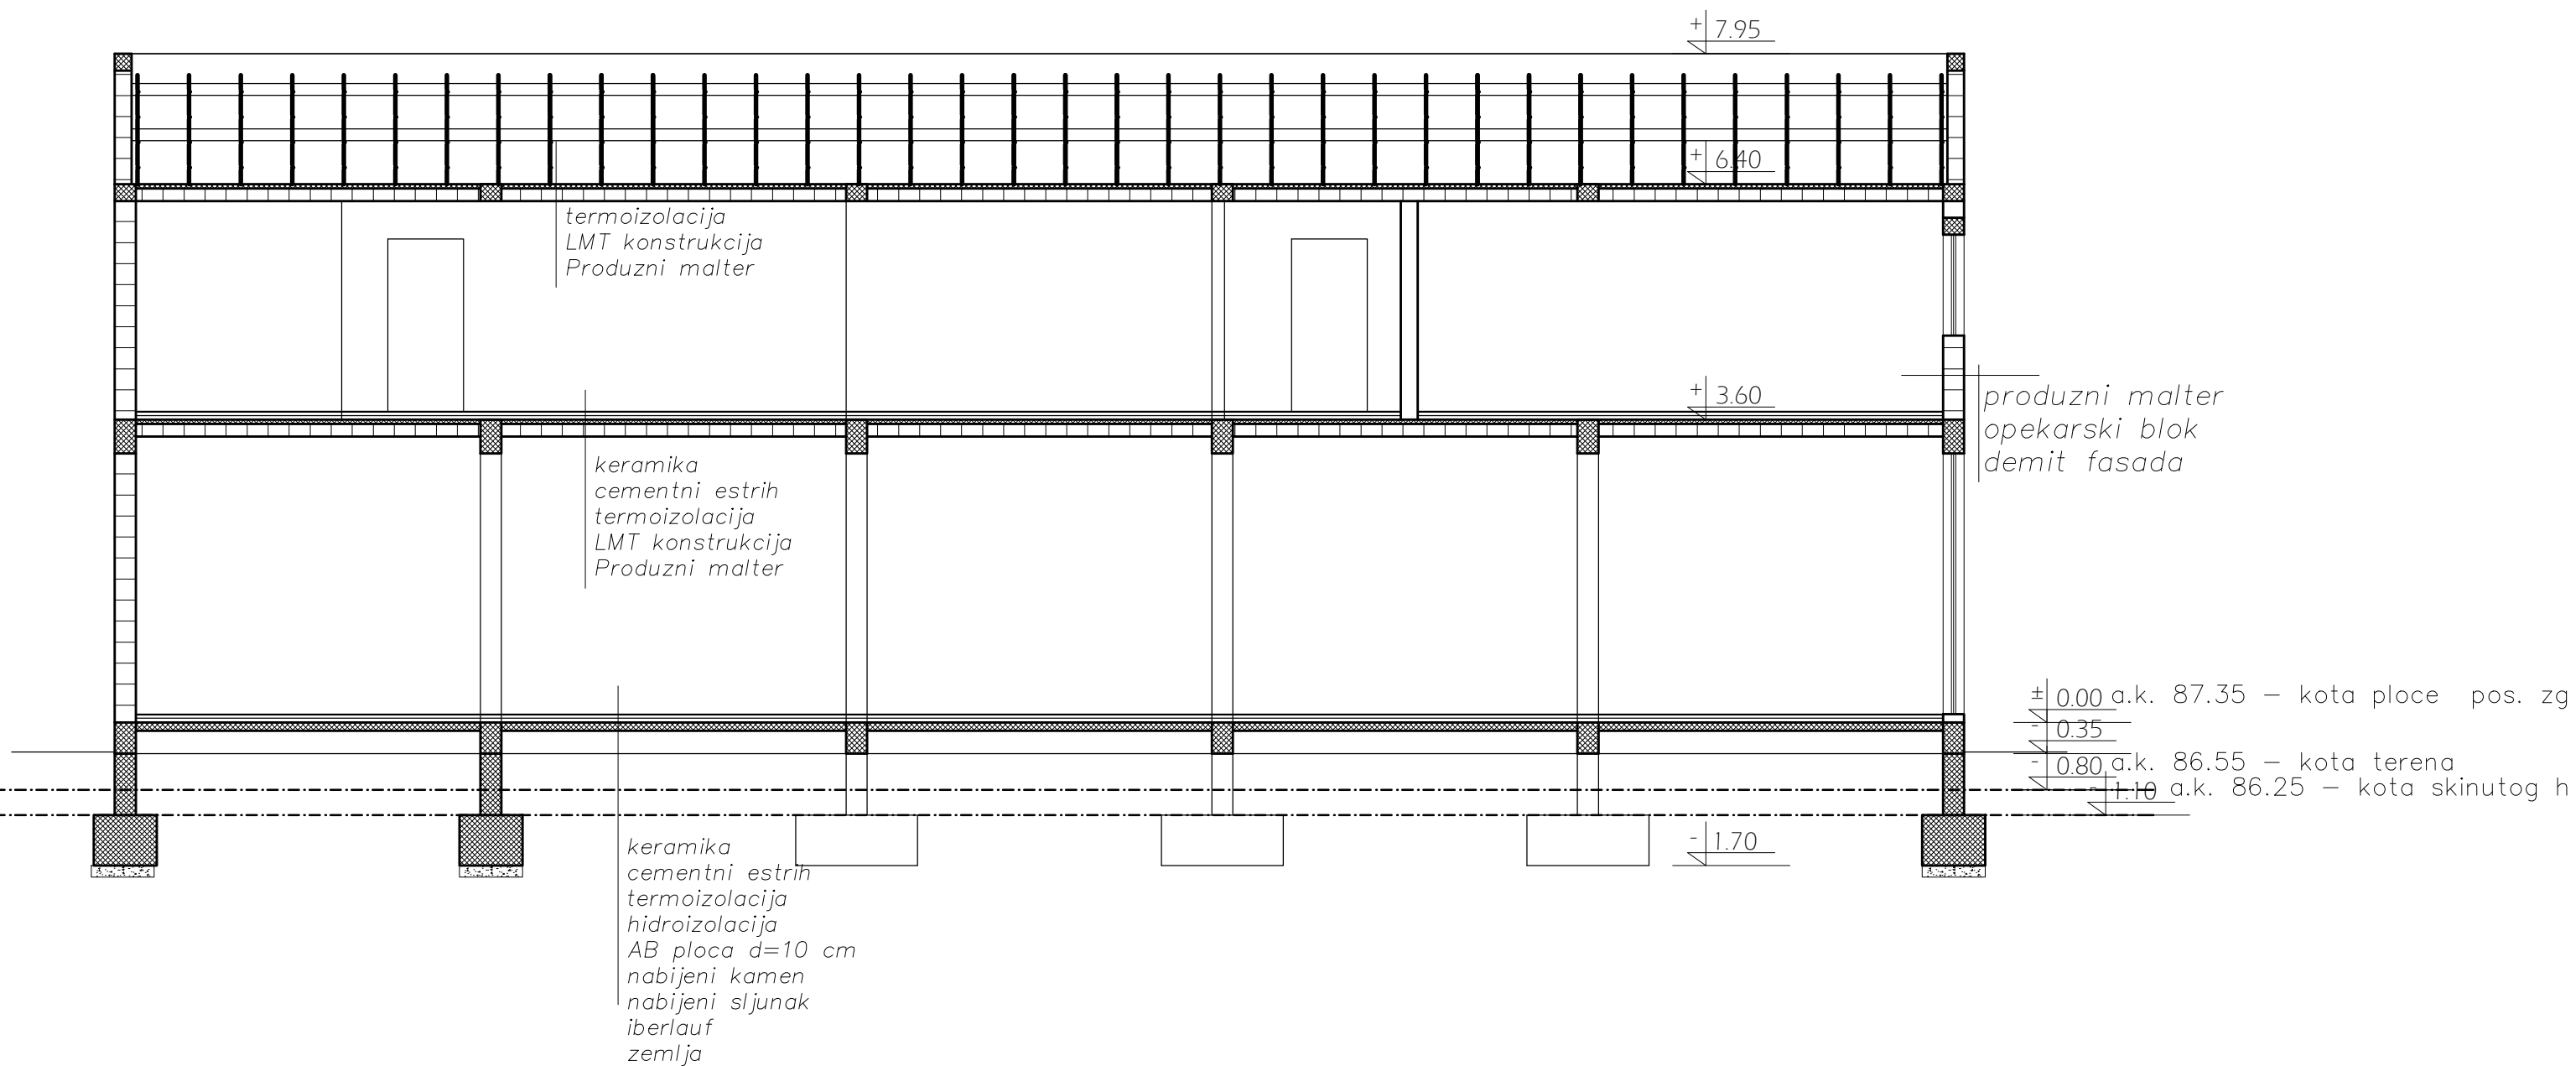 + 7.95
+ 6.40
termoizolacija
LMT konstrukcija
Produzni malter
+ 3.60
produzni malter
opekarski blok
demit fasada
keramika
cementni estrih
termoizolacija
LMT konstrukcija
Produzni malter
± 0.00 a.k. 87.35 – kota ploce pos. zg
- 0.35
- 0.80 a.k. 86.55 – kota terena
- 1.10 a.k. 86.25 – kota skinutog h
- 1.70
keramika
cementni estrih
termoizolacija
hidroizolacija
AB ploca d=10 cm
nabijeni kamen
nabijeni sljunak
iberlauf
zemlja